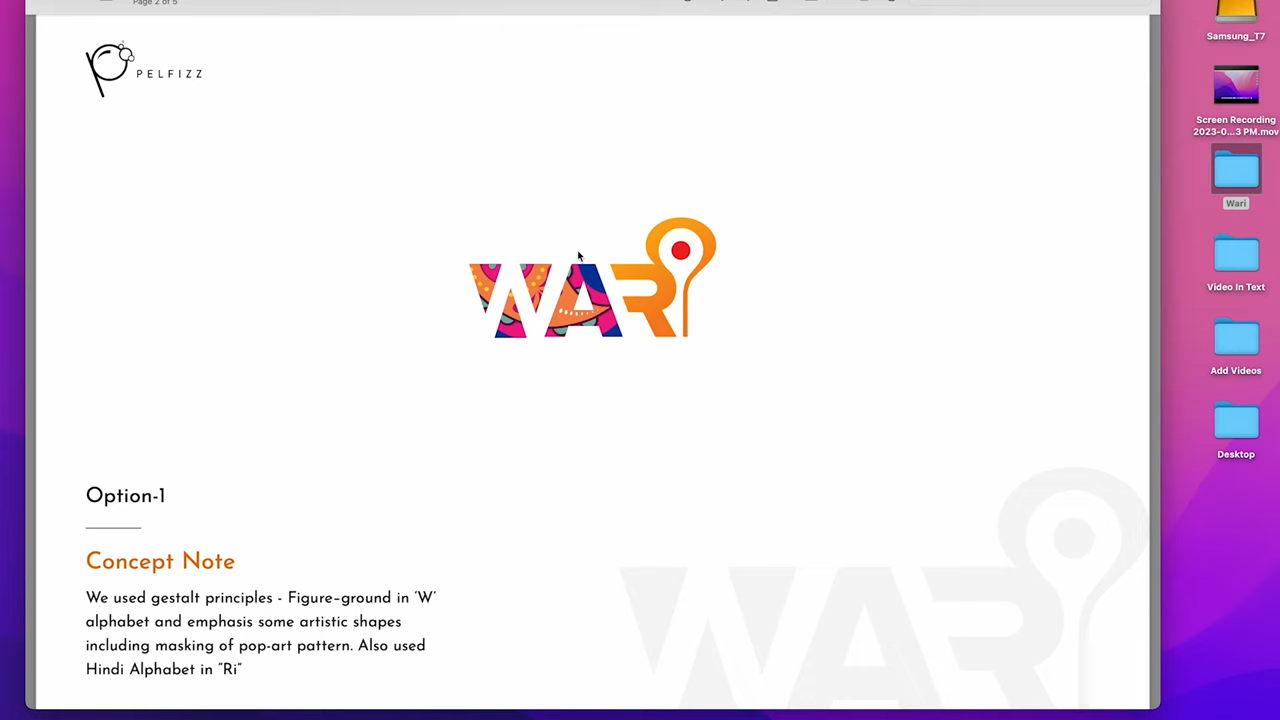 Page 2 of 5
PELFIZZ
WARi
Option-1
Concept Note
We used gestalt principles - Figure-ground in ‘W’
alphabet and emphasis some artistic shapes
including masking of pop-art pattern. Also used
Hindi Alphabet in “Ri”
WARi
Samsung_T7
Screen Recording
2023-0...3 PM.mov
Wari
Video In Text
Add Videos
Desktop